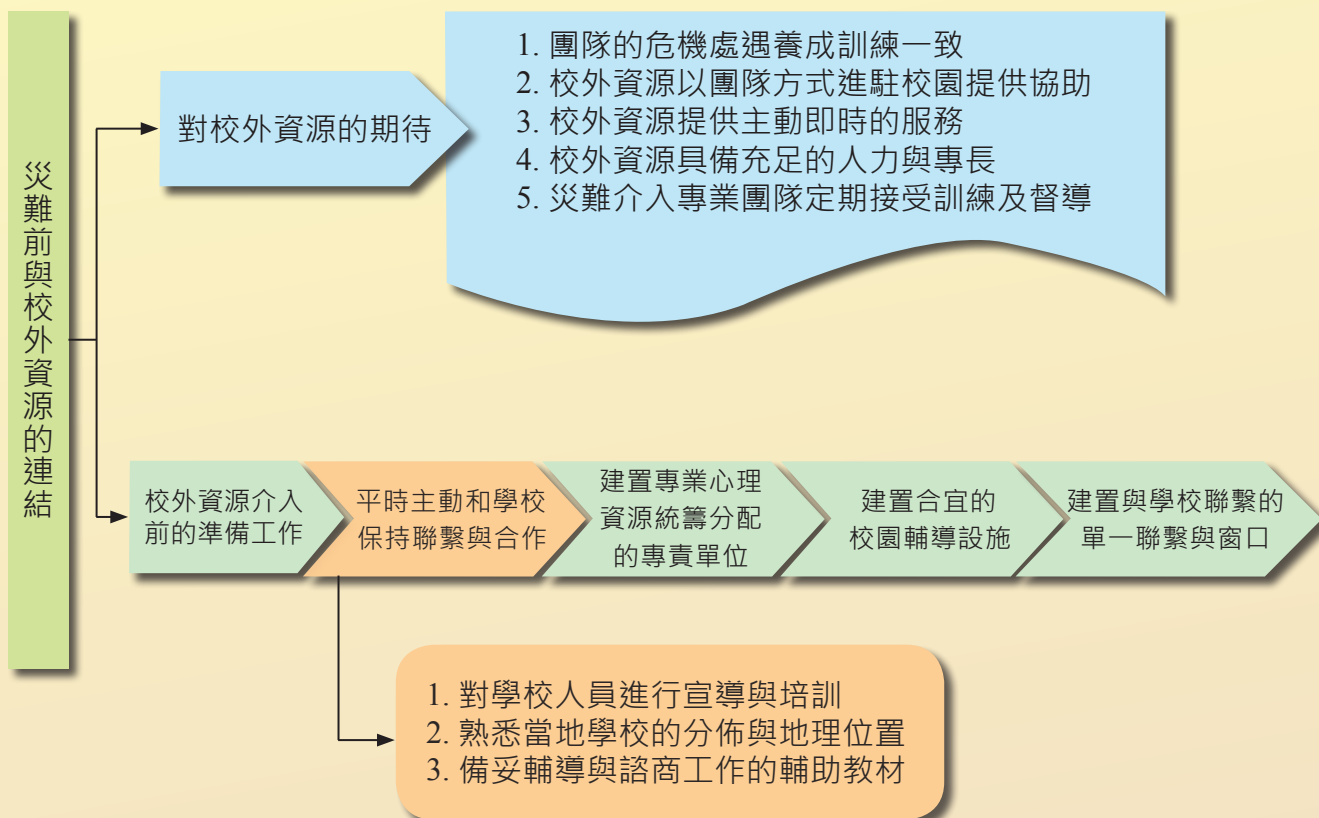 災難前與校外資源的連結
對校外資源的期待
1. 團隊的危機處遇養成訓練一致
2. 校外資源以團隊方式進駐校園提供協助
3. 校外資源提供主動即時的服務
4. 校外資源具備充足的人力與專長
5. 災難介入專業團隊定期接受訓練及督導
校外資源介入
前的準備工作
平時主動和學校
保持聯繫與合作
建置專業心理
資源統籌分配
的專責單位
建置合宜的
校園輔導設施
建置與學校聯繫的
單一聯繫與窗口
1. 對學校人員進行宣導與培訓
2. 熟悉當地學校的分佈與地理位置
3. 備妥輔導與諮商工作的輔助教材